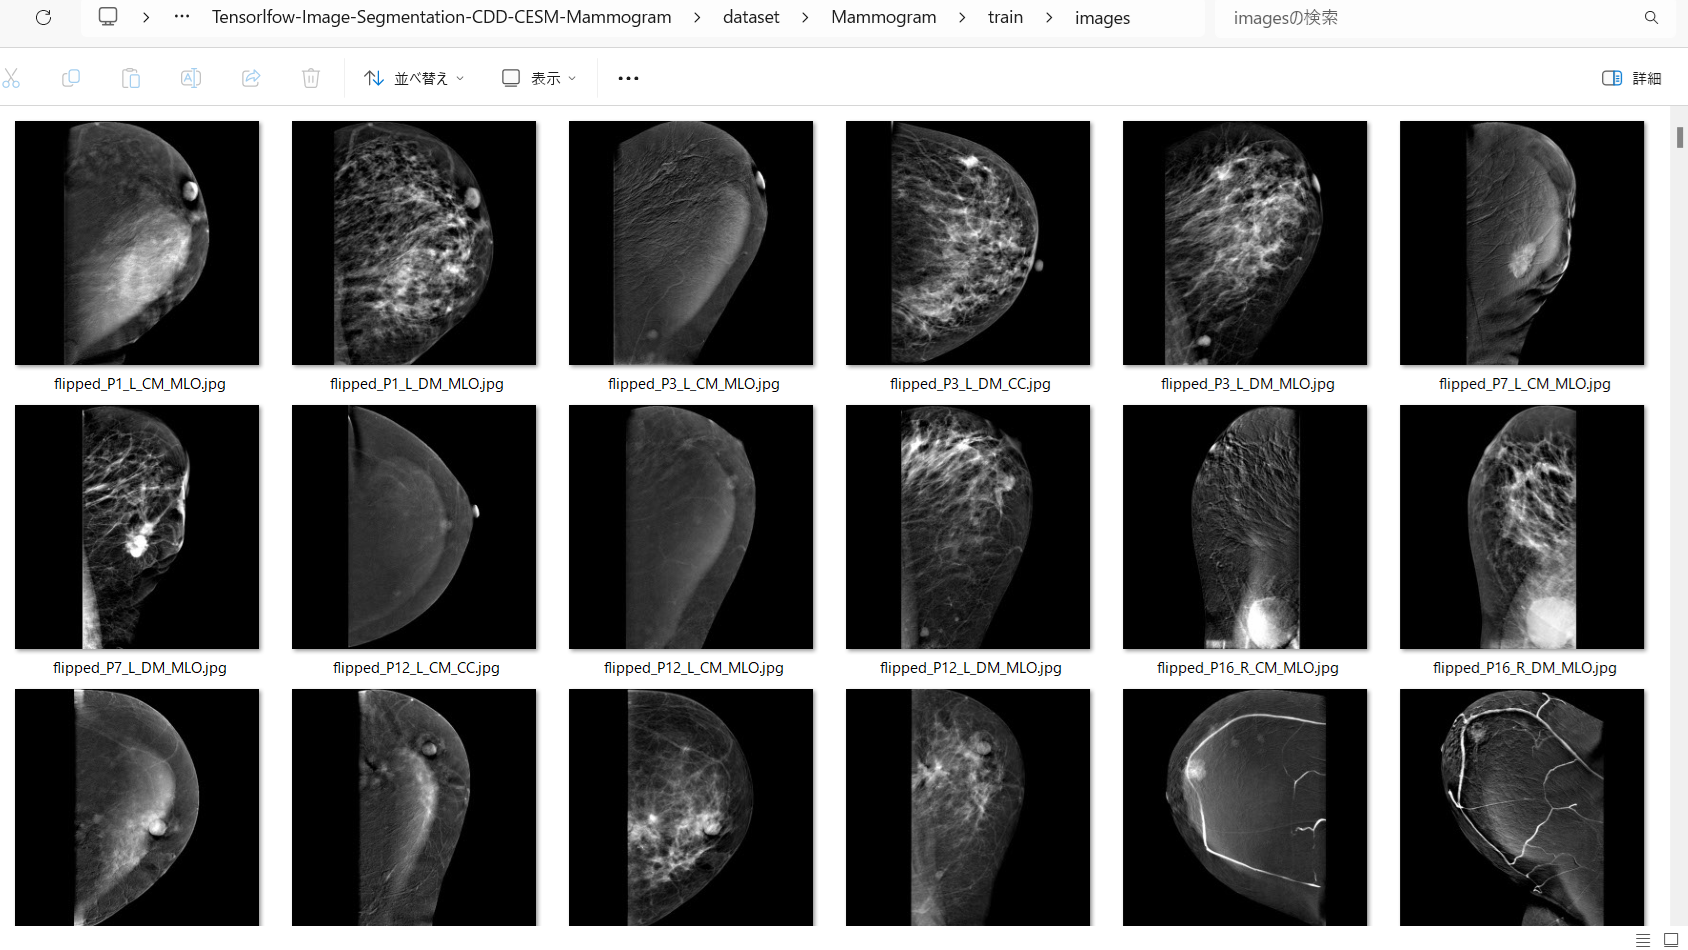 Tensorlfow-Image-Segmentation-CDD-CESM-Mammogram > dataset > Mammogram > train > images
imagesの検索
並べ替え
表示
詳細
flipped_P1_L_CM_MLO.jpg
flipped_P1_L_DM_MLO.jpg
flipped_P3_L_CM_MLO.jpg
flipped_P3_L_DM_CC.jpg
flipped_P3_L_DM_MLO.jpg
flipped_P7_L_CM_MLO.jpg
flipped_P7_L_DM_MLO.jpg
flipped_P12_L_CM_CC.jpg
flipped_P12_L_CM_MLO.jpg
flipped_P12_L_DM_MLO.jpg
flipped_P16_R_CM_MLO.jpg
flipped_P16_R_DM_MLO.jpg